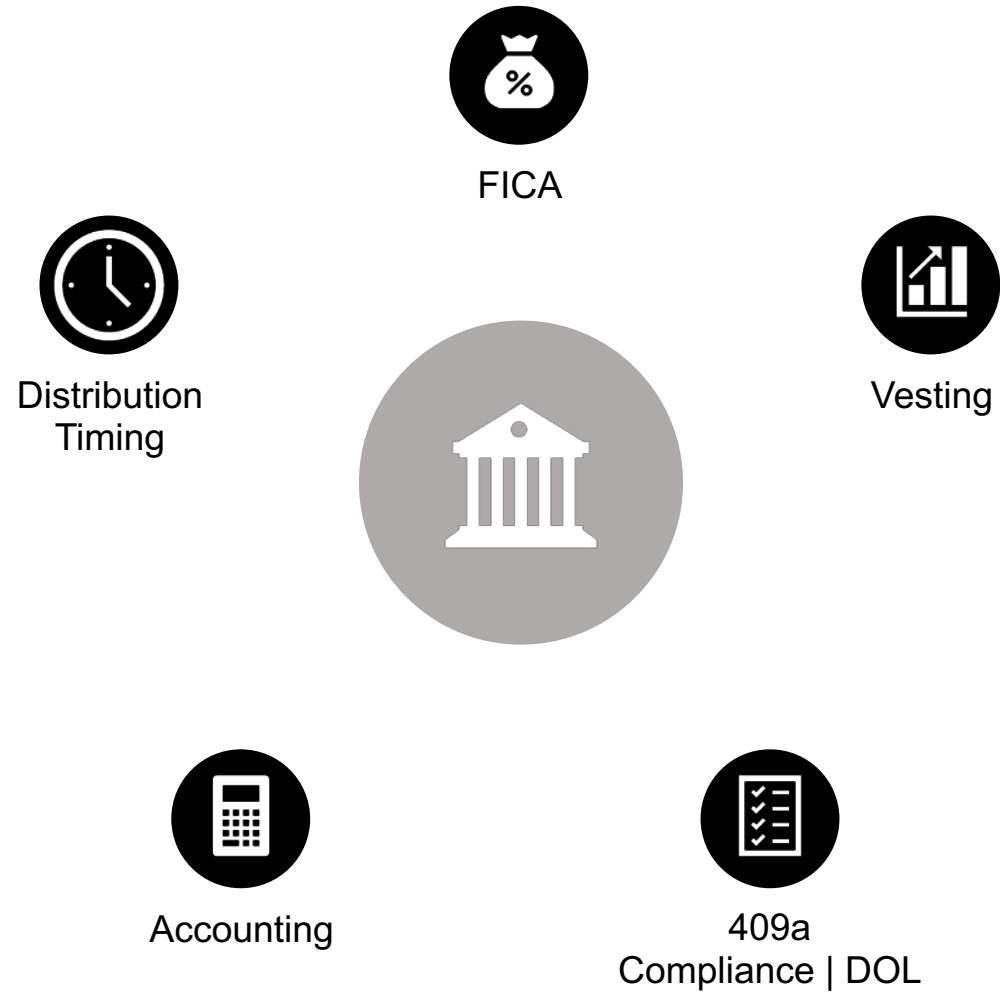 %
FICA
Distribution
Timing
Vesting
Accounting
409a
Compliance | DOL